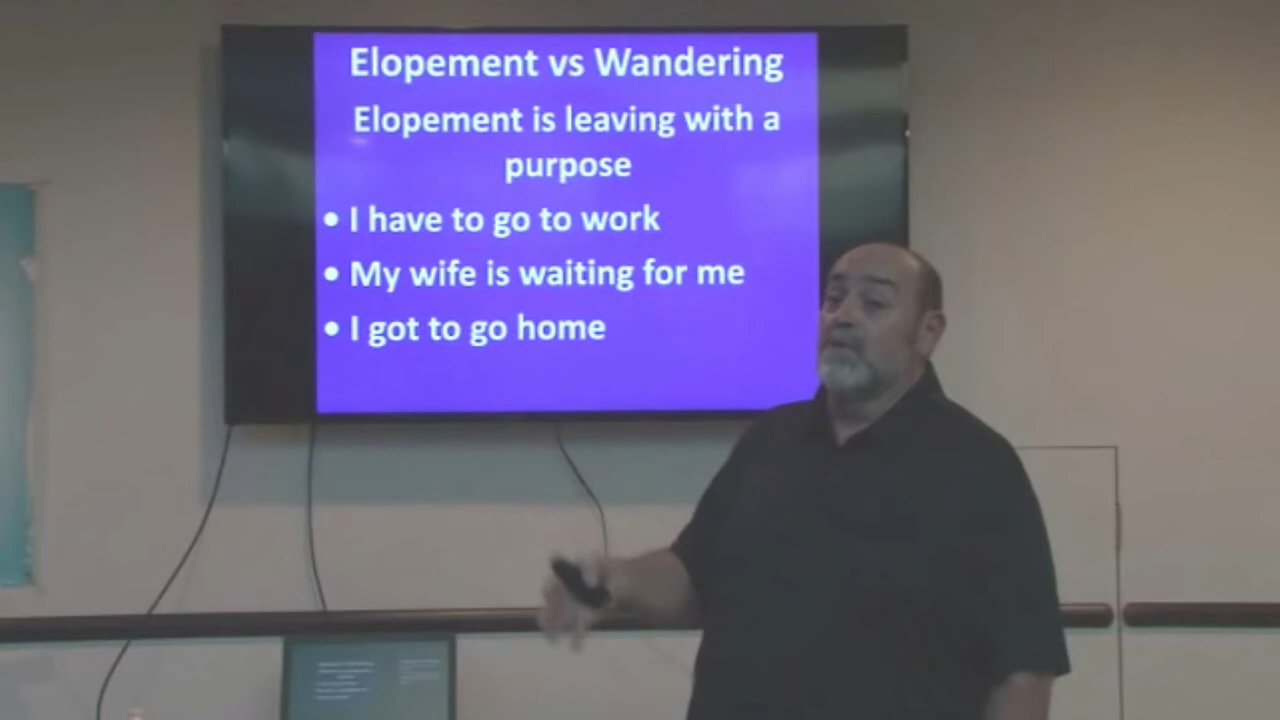 Elopement vs Wandering
Elopement is leaving with a
purpose
• I have to go to work
• My wife is waiting for me
• I got to go home